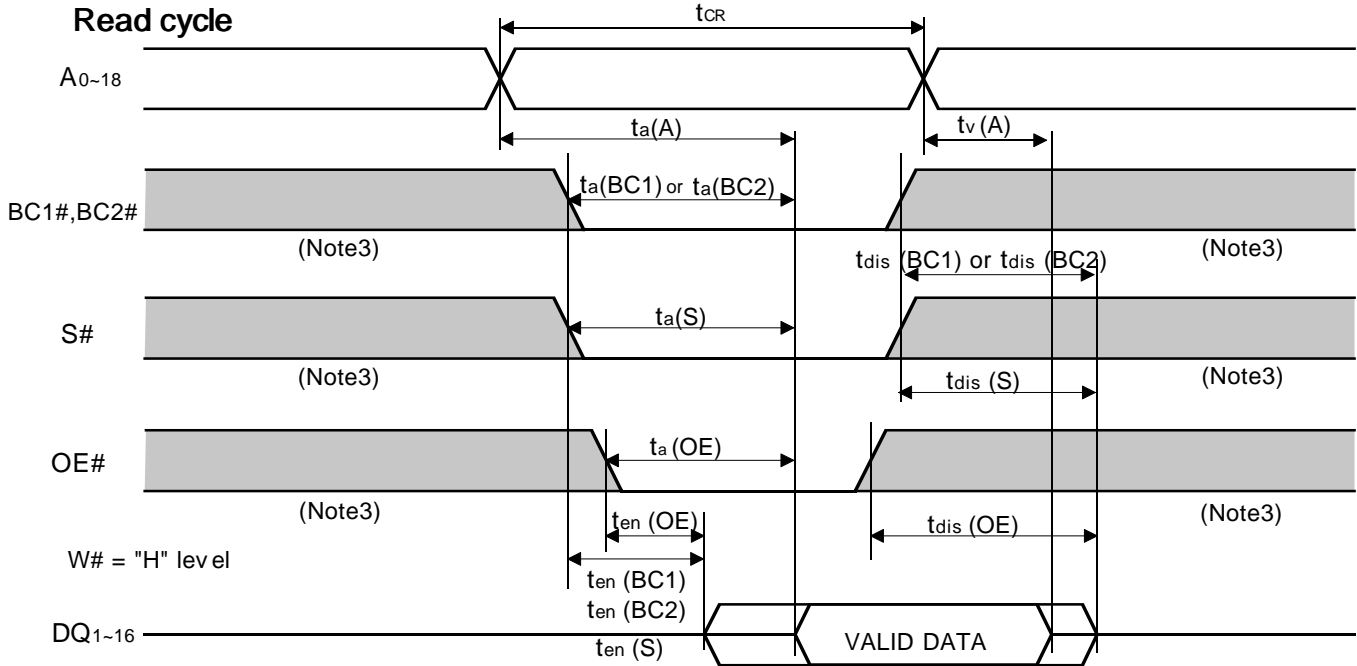 Read cycle
tCR
A0~18
ta(A)
tv (A)
ta(BC1) or ta(BC2)
BC1#,BC2#
(Note3)
(Note3)
tdis (BC1) or tdis (BC2)
S#
ta(S)
(Note3)
(Note3)
tdis (S)
OE#
ta (OE)
(Note3)
(Note3)
ten (OE)
tdis (OE)
W# = "H" level
ten (BC1)
ten (BC2)
DQ1~16
ten (S)
VALID DATA